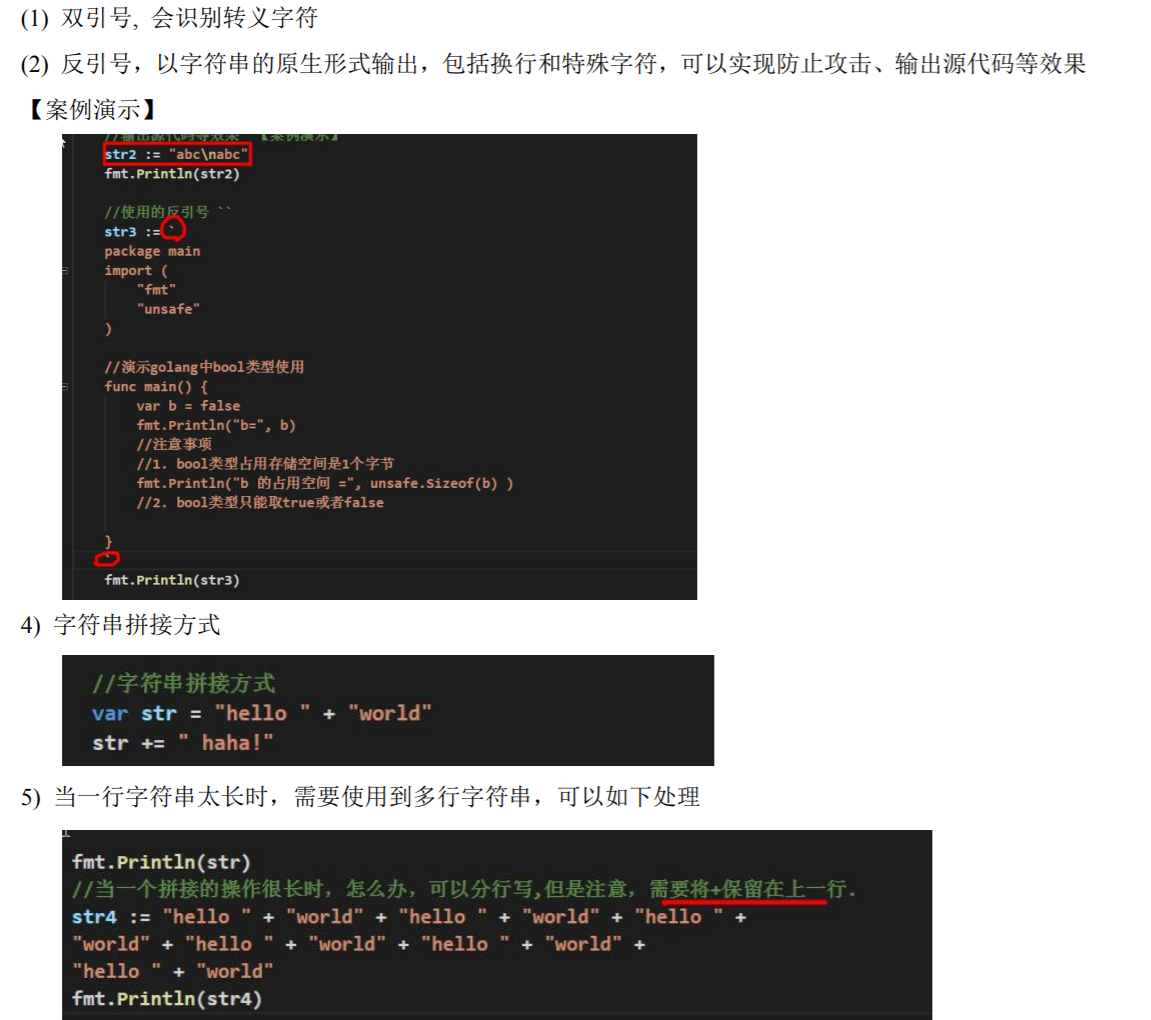 (1) 双引号, 会识别转义字符
(2) 反引号，以字符串的原生形式输出，包括换行和特殊字符，可以实现防止攻击、输出源代码等效果
【案例演示】
//输出源代码等效果 【案例演示】
str2 := "abc\nabc"
fmt.Println(str2)
//使用的反引号 ``
str3 := `
package main
import (
"fmt"
"unsafe"
)
//演示golang中bool类型使用
func main() {
var b = false
fmt.Println("b=", b)
//注意事项
//1. bool类型占用存储空间是1个字节
fmt.Println("b 的占用空间 =", unsafe.Sizeof(b) )
//2. bool类型只能取true或者false
}
`
fmt.Println(str3)
4) 字符串拼接方式
//字符串拼接方式
var str = "hello " + "world"
str += " haha!"
5) 当一行字符串太长时，需要使用到多行字符串，可以如下处理
fmt.Println(str)
//当一个拼接的操作很长时，怎么办，可以分行写,但是注意，需要将+保留在上一行.
str4 := "hello " + "world" + "hello " + "world" + "hello " +
"world" + "hello " + "world" + "hello " + "world" +
"hello " + "world"
fmt.Println(str4)